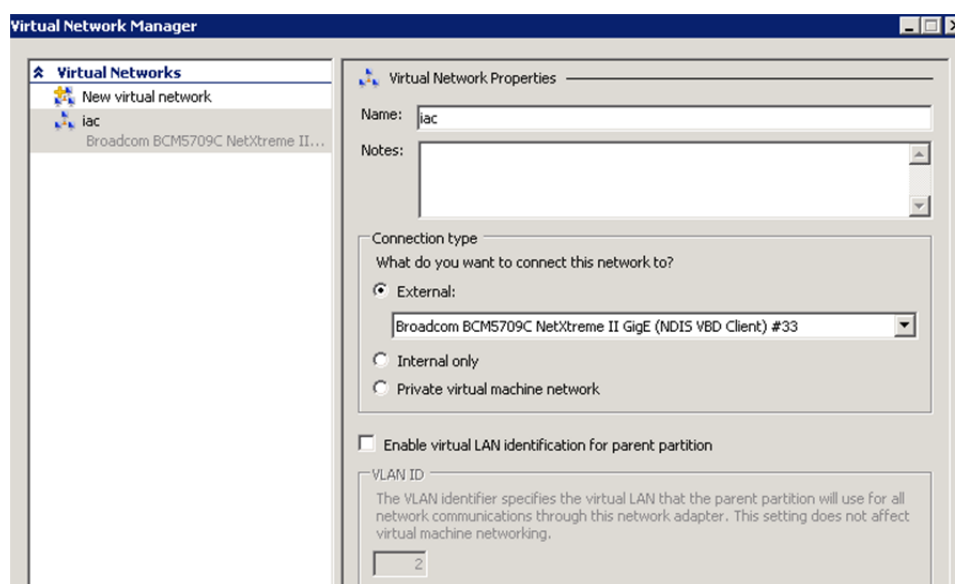 Virtual Network Manager
Virtual Networks
New virtual network
iac
Broadcom BCM5709C NetXtreme II...
Virtual Network Properties
Name:
iac
Notes:
Connection type
What do you want to connect this network to?
External:
Broadcom BCM5709C NetXtreme II GigE (NDIS VBD Client) #33
Internal only
Private virtual machine network
Enable virtual LAN identification for parent partition
VLAN ID
The VLAN identifier specifies the virtual LAN that the parent partition will use for all
network communications through this network adapter. This setting does not affect
virtual machine networking.
2